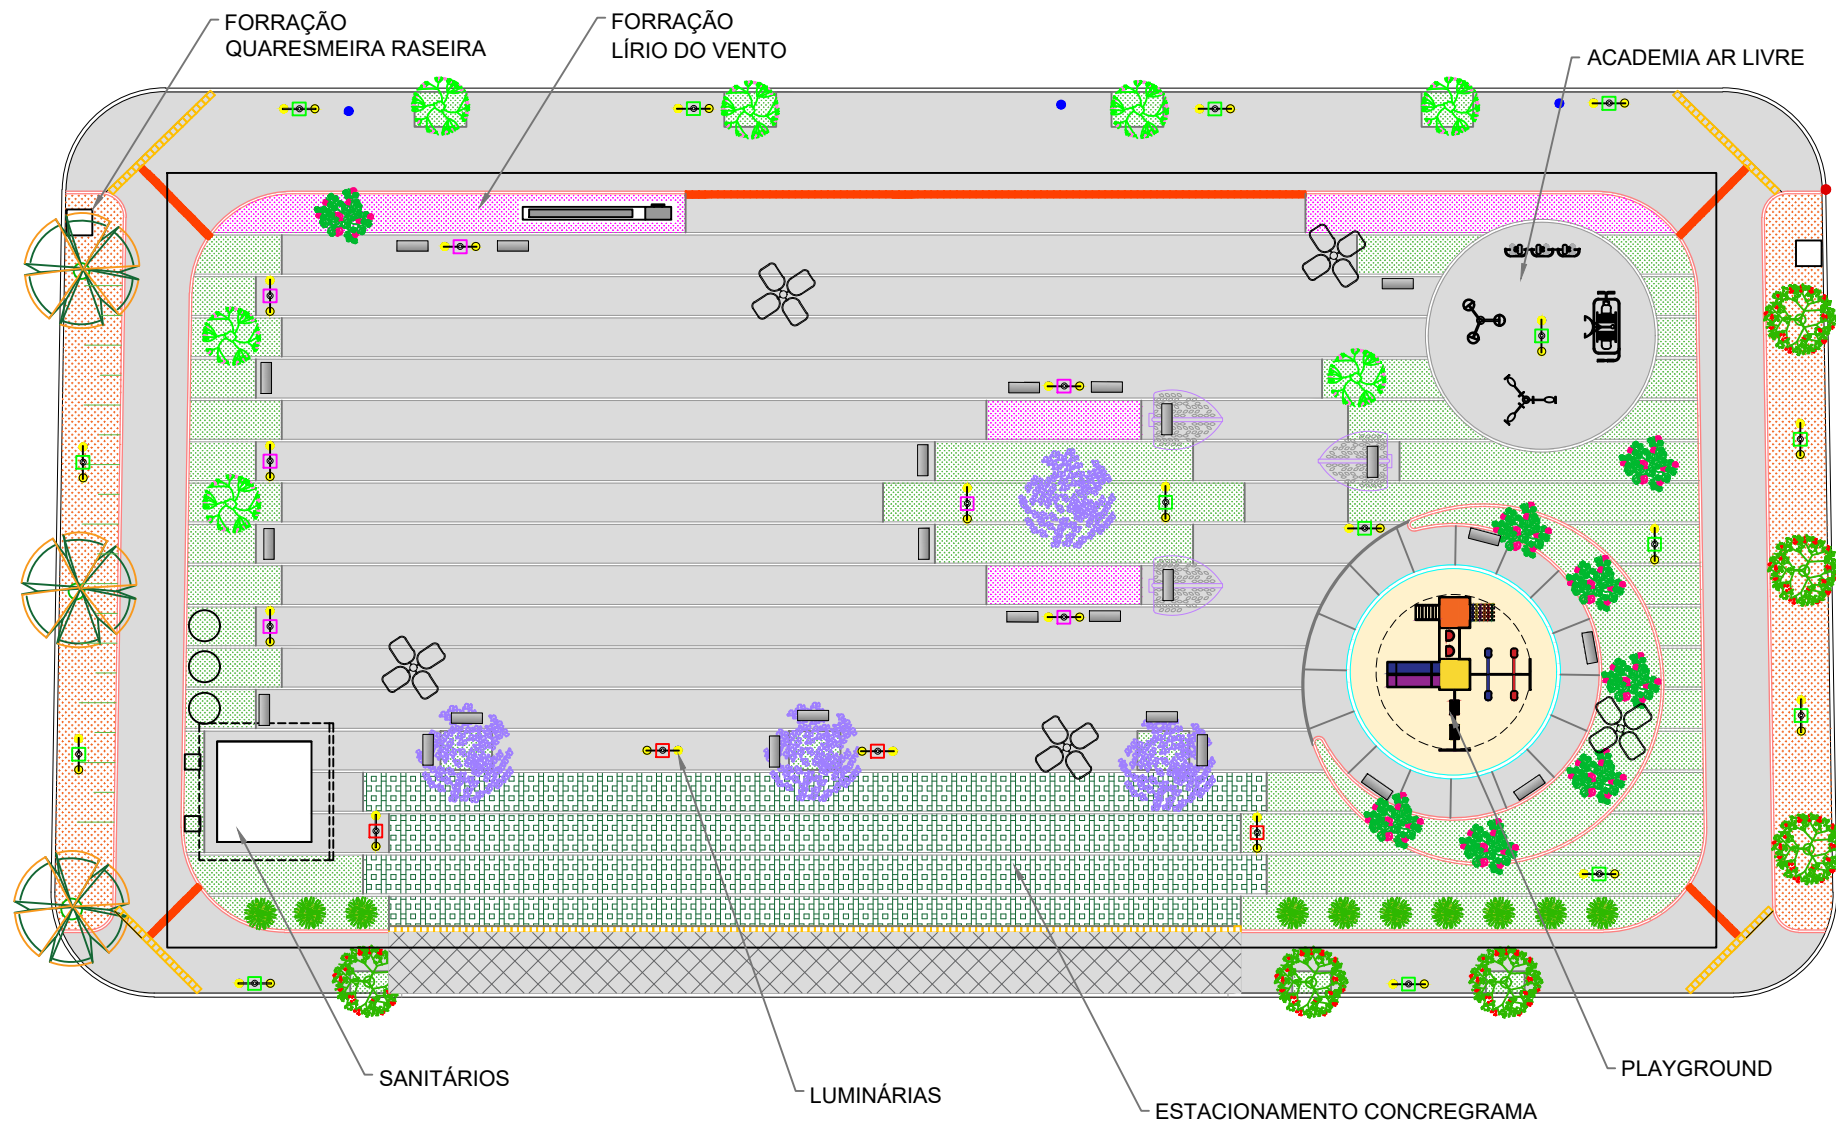 FORRAÇÃO
QUARESMEIRA RASEIRA
FORRAÇÃO
LÍRIO DO VENTO
ACADEMIA AR LIVRE
SANITÁRIOS
LUMINÁRIAS
ESTACIONAMENTO CONCREGRAMA
PLAYGROUND